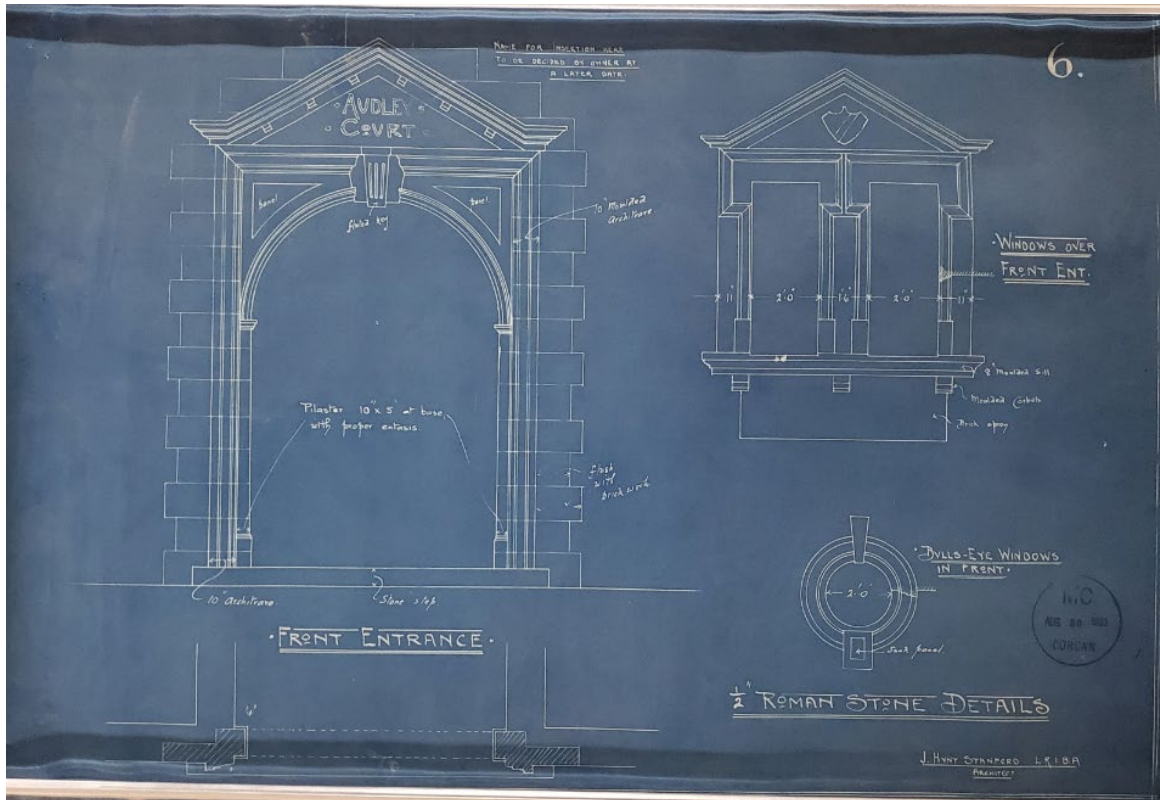 NAME FOR INSERTION HERE
TO BE DECIDED BY OWNER AT
A LATER DATE.
6.
AUDLEY
COURT
panel
panel
fluted key
10" Moulded
Architrave.
WINDOWS OVER
FRONT ENT.
11"
2'.0"
1'.6"
2'.0"
11"
8" Moulded Sill
Moulded Corbels
Brick apron
Pilaster 10" x 5" at base
with proper entasis.
flush
with
brickwork
BULLS-EYE WINDOWS
IN FRONT.
2'.0"
Sunk panel.
10" Architrave.
Stone step
FRONT ENTRANCE.
6"
1/2" ROMAN STONE DETAILS
AUG
CORGAN
J. HUNT STANFORD L.R.I.B.A
ARCHITECT